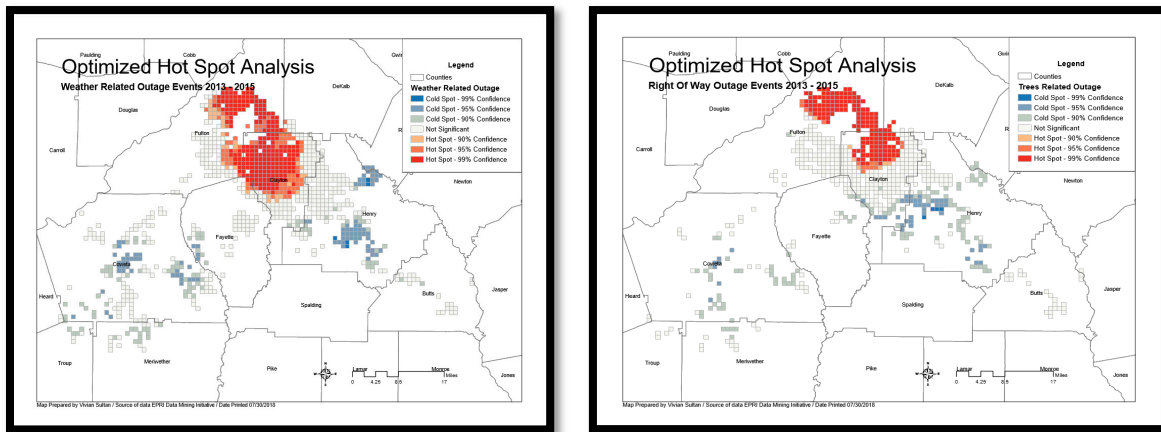 Optimized Hot Spot Analysis
Weather Related Outage Events 2013 - 2015
Paulding
Cobb
Gwi
DeKalb
Douglas
Fulton
Carroll
Clayton
Newton
Henry
Fayette
Coweta
Heard
Spalding
Butts
Jasper
Troup
Meriwether
Pike
Lamar
Monroe
Jones
Legend
Counties
Weather Related Outage
Cold Spot - 99% Confidence
Cold Spot - 95% Confidence
Cold Spot - 90% Confidence
Not Significant
Hot Spot - 90% Confidence
Hot Spot - 95% Confidence
Hot Spot - 99% Confidence
0 4.25 8.5 17
Miles
Map Prepared by Vivian Sultan / Source of data EPRI Data Mining Initiative / Date Printed 07/30/2018
Optimized Hot Spot Analysis
Right Of Way Outage Events 2013 - 2015
Paulding
Cobb
Gwi
DeKalb
Douglas
Fulton
Carroll
Clayton
Newton
Henry
Fayette
Coweta
Heard
Spalding
Butts
Jasper
Troup
Meriwether
Pike
Lamar
Monroe
Jones
Legend
Counties
Trees Related Outage
Cold Spot - 99% Confidence
Cold Spot - 95% Confidence
Cold Spot - 90% Confidence
Not Significant
Hot Spot - 90% Confidence
Hot Spot - 95% Confidence
Hot Spot - 99% Confidence
0 4.25 8.5 17
Miles
Map Prepared by Vivian Sultan / Source of data EPRI Data Mining Initiative / Date Printed 07/30/2018